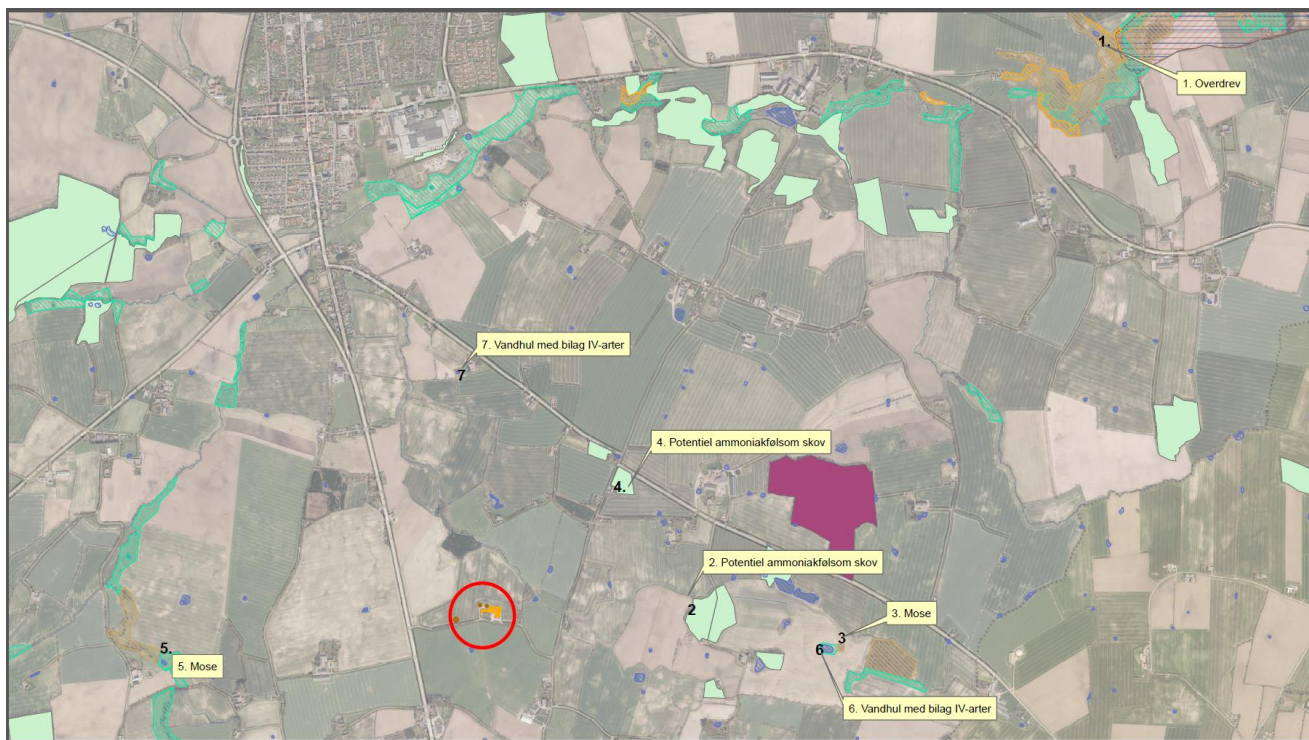 1.
1. Overdrev
7. Vandhul med bilag IV-arter
7
4. Potentiel ammoniakfølsom skov
4.
2. Potentiel ammoniakfølsom skov
2
3. Mose
3
5.
5. Mose
6
6. Vandhul med bilag IV-arter